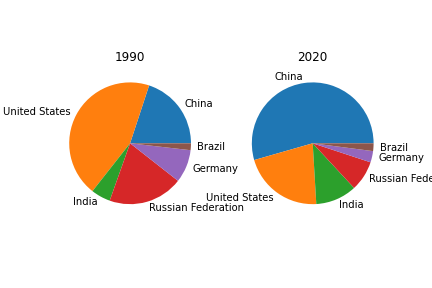 1990
United States
China
Brazil
Germany
India
Russian Federation
2020
China
Brazil
Germany
Russian Fede
United States
India